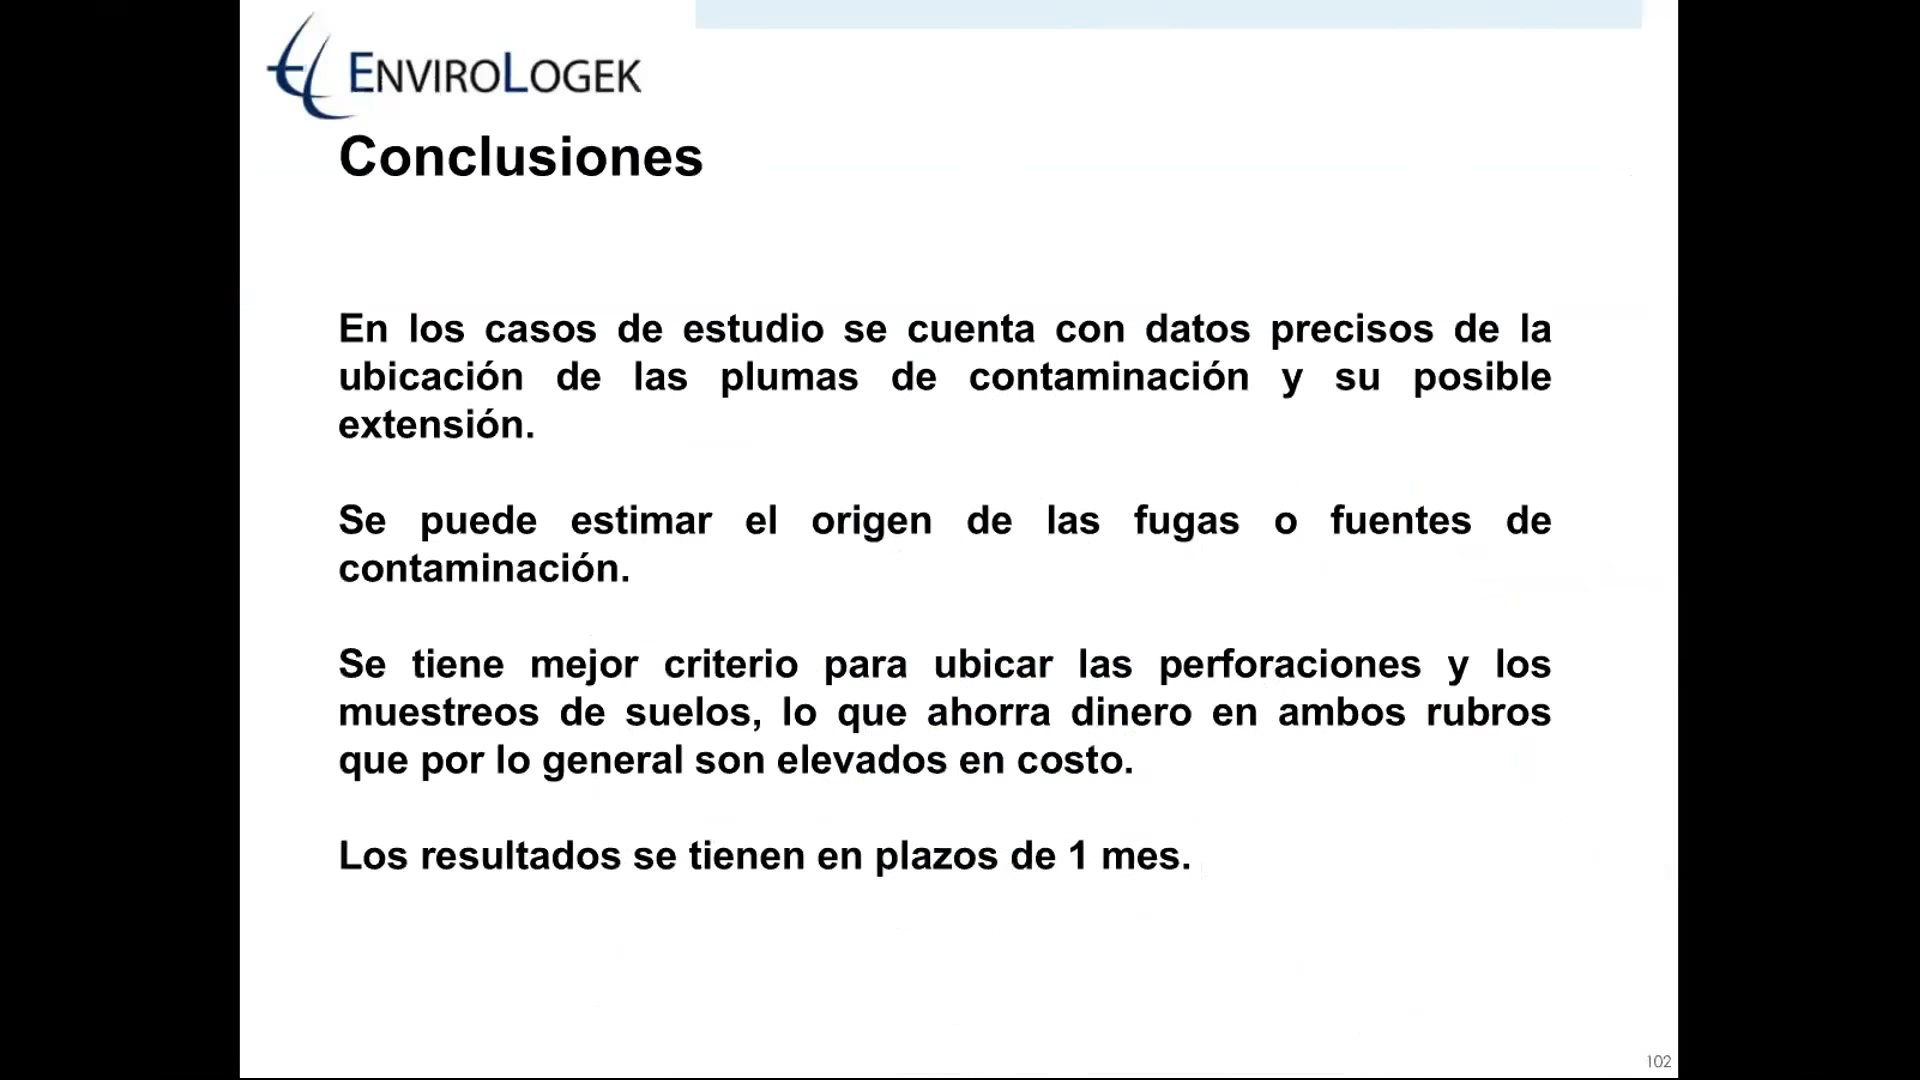 ENVIROLOGEK
Conclusiones
En los casos de estudio se cuenta con datos precisos de la
ubicación de las plumas de contaminación y su posible
extensión.
Se puede estimar el origen de las fugas o fuentes de
contaminación.
Se tiene mejor criterio para ubicar las perforaciones y los
muestreos de suelos, lo que ahorra dinero en ambos rubros
que por lo general son elevados en costo.
Los resultados se tienen en plazos de 1 mes.
102